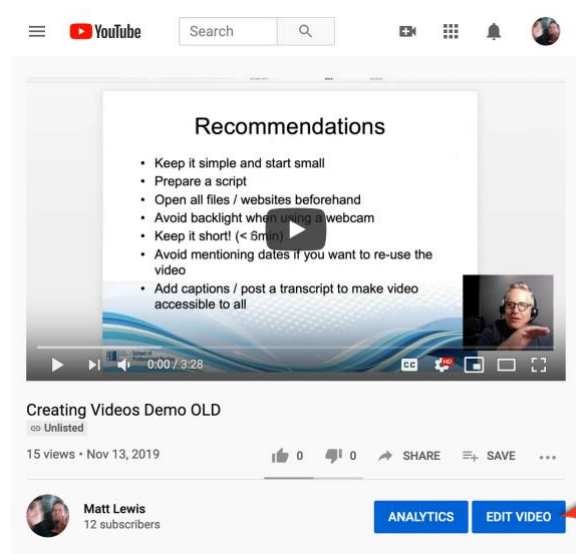 YouTube
Search
Recommendations
• Keep it simple and start small
• Prepare a script
• Open all files / websites beforehand
• Avoid backlight when using a webcam
• Keep it short! (< 6min)
• Avoid mentioning dates if you want to re-use the
video
• Add captions / post a transcript to make video
accessible to all
0:00 / 3:28
CC
HD
Creating Videos Demo OLD
Unlisted
15 views • Nov 13, 2019
0
0
SHARE
SAVE
Matt Lewis
12 subscribers
ANALYTICS
EDIT VIDEO